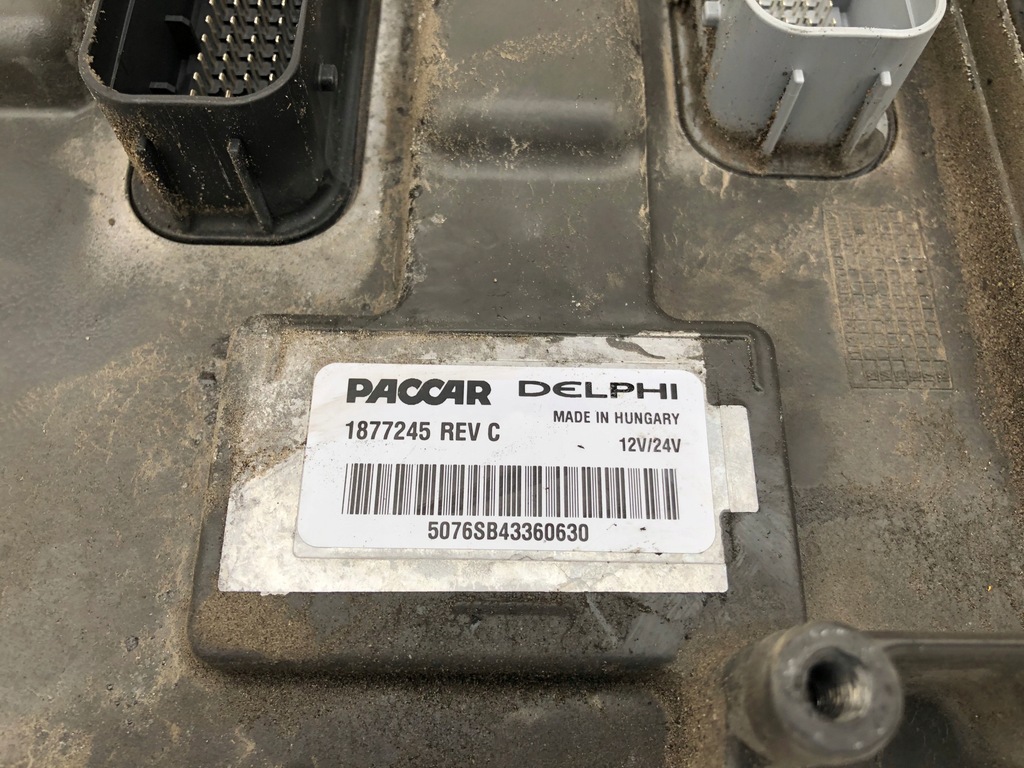 PACCAR DELPHI
MADE IN HUNGARY
1877245 REV C
12V/24V
5076SB43360630